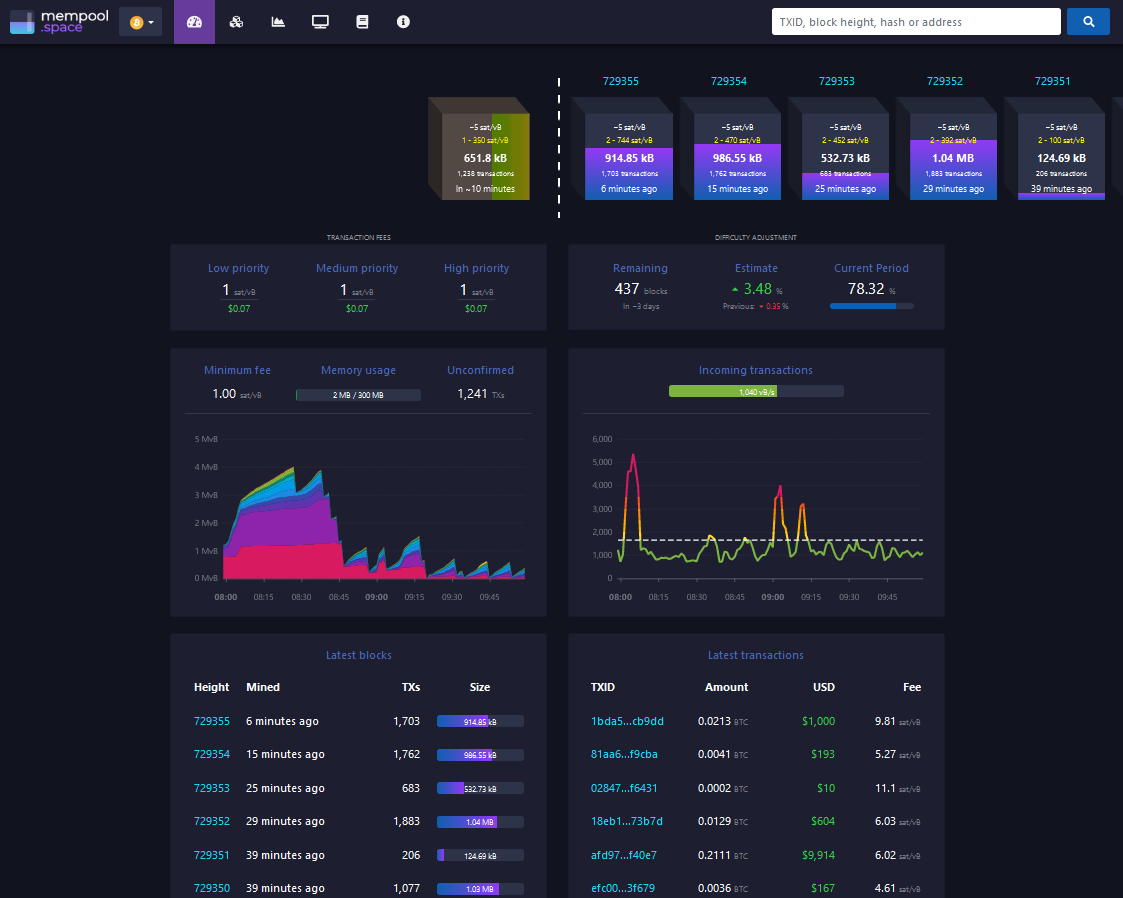 mempool
.space
TXID, block height, hash or address
729355 729354 729353 729352 729351
~5 sat/vB ~5 sat/vB ~5 sat/vB ~5 sat/vB ~5 sat/vB ~5 sat/vB
1 - 350 sat/vB 2 - 744 sat/vB 2 - 470 sat/vB 2 - 452 sat/vB 2 - 392 sat/vB 2 - 100 sat/vB
651.8 kB 914.85 kB 986.55 kB 532.73 kB 1.04 MB 124.69 kB
1,238 transactions 1,703 transactions 1,762 transactions 683 transactions 1,883 transactions 206 transactions
In ~10 minutes 6 minutes ago 15 minutes ago 25 minutes ago 29 minutes ago 39 minutes ago
TRANSACTION FEES DIFFICULTY ADJUSTMENT
Low priority Medium priority High priority Remaining Estimate Current Period
1 sat/vB 1 sat/vB 1 sat/vB 437 blocks 3.48 % 78.32 %
$0.07 $0.07 $0.07 In ~3 days Previous: 0.35 %
Minimum fee Memory usage Unconfirmed Incoming transactions
1.00 sat/vB 2 MB / 300 MB 1,241 TXs 1,040 vB/s
5 MvB 6,000
4 MvB 5,000
3 MvB 4,000
2 MvB 3,000
1 MvB 2,000
0 MvB 1,000
0
08:00 08:15 08:30 08:45 09:00 09:15 09:30 09:45 08:00 08:15 08:30 08:45 09:00 09:15 09:30 09:45
Latest blocks Latest transactions
Height Mined TXs Size TXID Amount USD Fee
729355 6 minutes ago 1,703 914.85 kB 1bda5...cb9dd 0.0213 BTC $1,000 9.81 sat/vB
729354 15 minutes ago 1,762 986.55 kB 81aa6...f9cba 0.0041 BTC $193 5.27 sat/vB
729353 25 minutes ago 683 532.73 kB 02847...f6431 0.0002 BTC $10 11.1 sat/vB
729352 29 minutes ago 1,883 1.04 MB 18eb1...73b7d 0.0129 BTC $604 6.03 sat/vB
729351 39 minutes ago 206 124.69 kB afd97...f40e7 0.2111 BTC $9,914 6.02 sat/vB
729350 39 minutes ago 1,077 1.03 MB efc00...3f679 0.0036 BTC $167 4.61 sat/vB